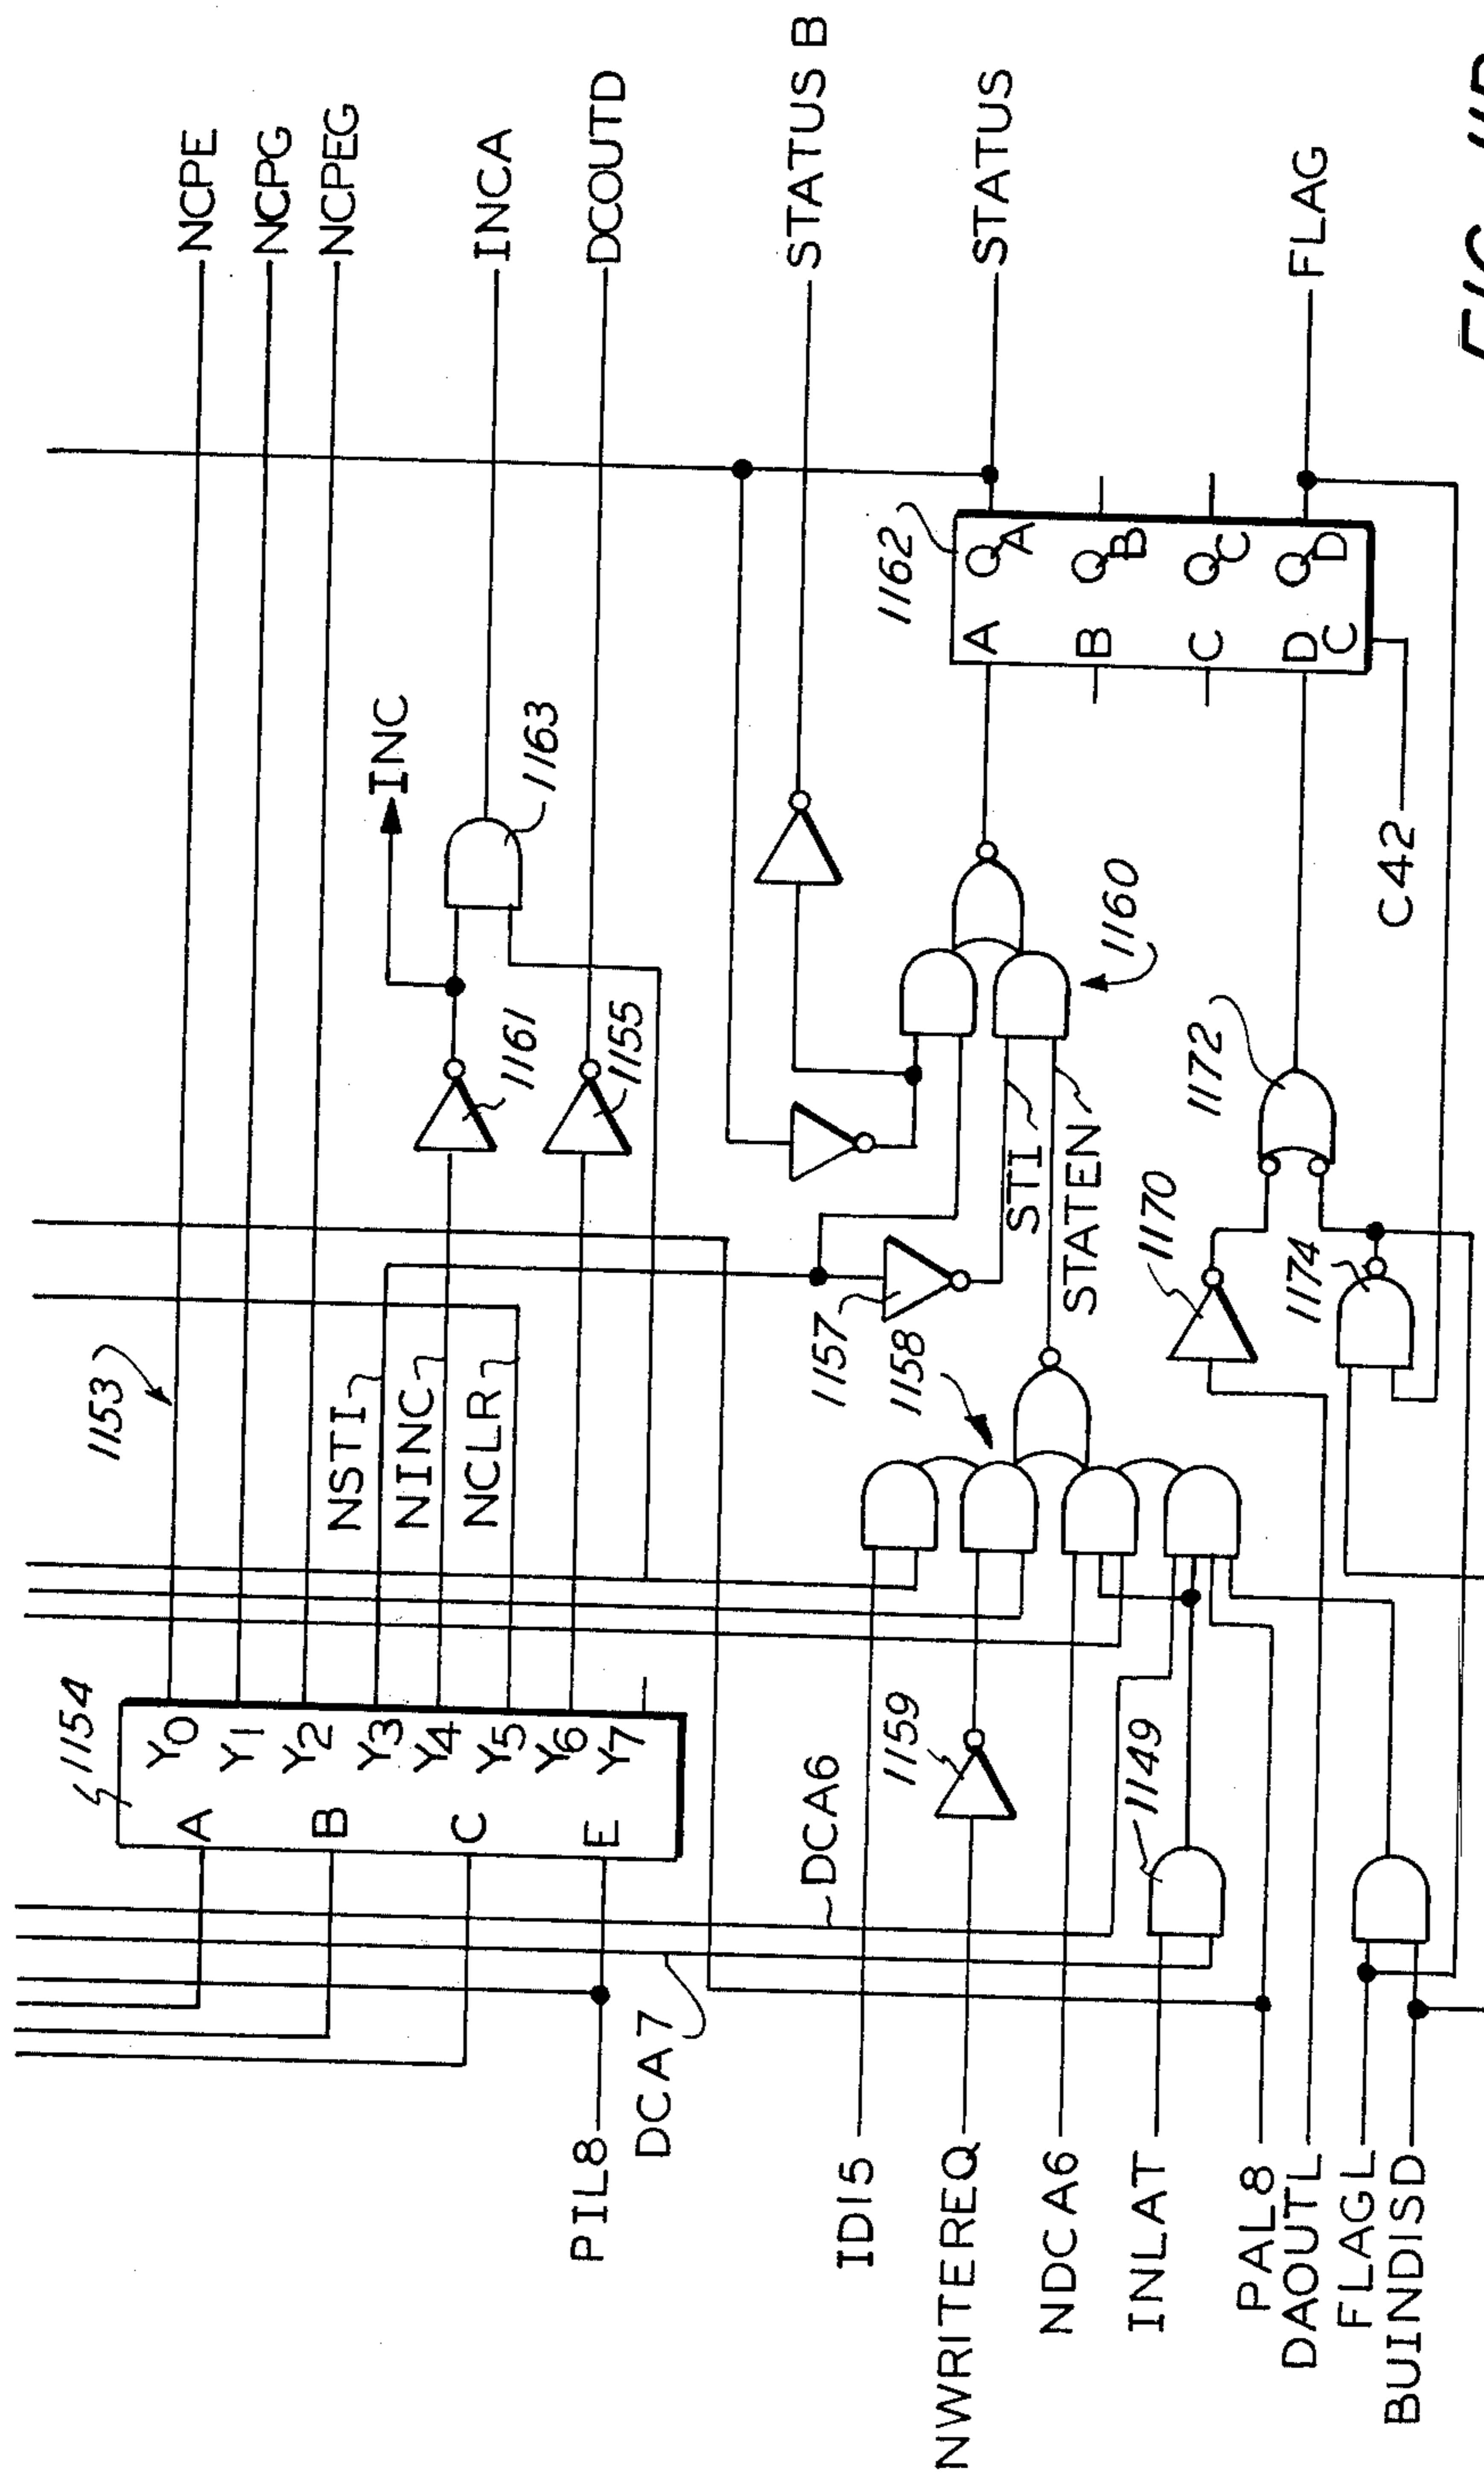 NCPE
NCPG
NCPEG
INCA
DCOUTD
STATUS B
STATUS
FLAG
INC
1163
1161
1155
1153
NSTI
NINC
NCLR
1154
A
B
C
E
Y0
Y1
Y2
Y3
Y4
Y5
Y6
Y7
PIL8
DCA7
DCA6
1162
A
B
C
D
C
QA
QB
QC
QD
C42
1160
STI
STATEN
1157
1158
1172
1170
1174
1159
1149
IDI5
NWRITEREQ
NDCA6
INLAT
PAL8
DAOUTL
FLAGL
BUINDISD